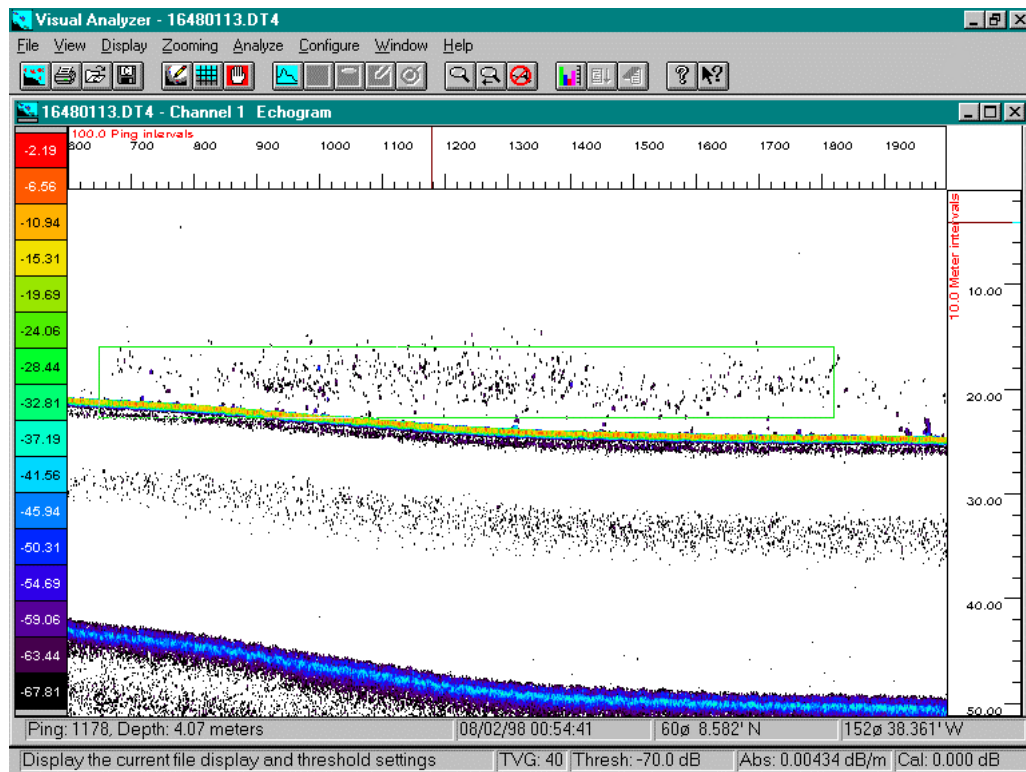 Visual Analyzer - 16480113.DT4
File View Display Zooming Analyze Configure Window Help
16480113.DT4 - Channel 1 Echogram
100.0 Ping intervals
600 700 800 900 1000 1100 1200 1300 1400 1500 1600 1700 1800 1900
-2.19
-6.56
-10.94
-15.31
-19.69
-24.06
-28.44
-32.81
-37.19
-41.56
-45.94
-50.31
-54.69
-59.06
-63.44
-67.81
10.0 Meter intervals
10.00
20.00
30.00
40.00
50.00
Ping: 1178, Depth: 4.07 meters 08/02/98 00:54:41 60ø 8.582' N 152ø 38.361' W
Display the current file display and threshold settings TVG: 40 Thresh: -70.0 dB Abs: 0.00434 dB/m Cal: 0.000 dB